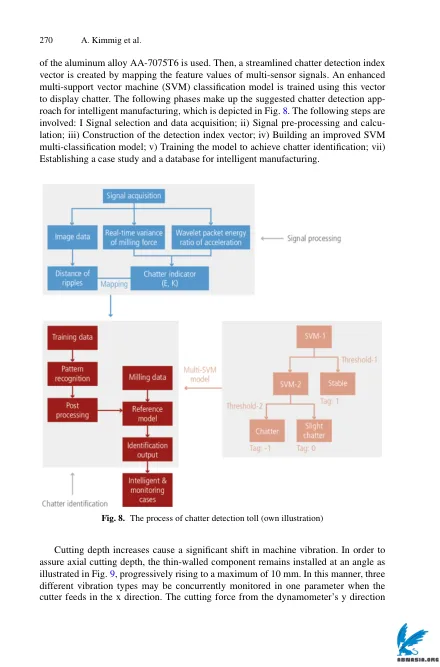 270 A. Kimmig et al.
of the aluminum alloy AA-7075T6 is used. Then, a streamlined chatter detection index
vector is created by mapping the feature values of multi-sensor signals. An enhanced
multi-support vector machine (SVM) classification model is trained using this vector
to display chatter. The following phases make up the suggested chatter detection app-
roach for intelligent manufacturing, which is depicted in Fig. 8. The following steps are
involved: I Signal selection and data acquisition; ii) Signal pre-processing and calcu-
lation; iii) Construction of the detection index vector; iv) Building an improved SVM
multi-classification model; v) Training the model to achieve chatter identification; vii)
Establishing a case study and a database for intelligent manufacturing.
Signal acquisition
Image data
Real-time variance
of milling force
Wavelet packet energy
ratio of acceleration
Signal processing
Distance of
ripples
Mapping
Chatter indicator
(E, K)
Training data
Pattern
recognition
Post
processing
Milling data
Reference
model
Identification
output
Intelligent &
monitoring
cases
Chatter identification
Multi-SVM
model
SVM-1
Threshold-1
SVM-2
Stable
Threshold-2
Tag: 1
Chatter
Slight
chatter
Tag: -1
Tag: 0
Fig. 8. The process of chatter detection toll (own illustration)
Cutting depth increases cause a significant shift in machine vibration. In order to
assure axial cutting depth, the thin-walled component remains installed at an angle as
illustrated in Fig. 9, progressively rising to a maximum of 10 mm. In this manner, three
different vibration types may be concurrently monitored in one parameter when the
cutter feeds in the x direction. The cutting force from the dynamometer's y direction